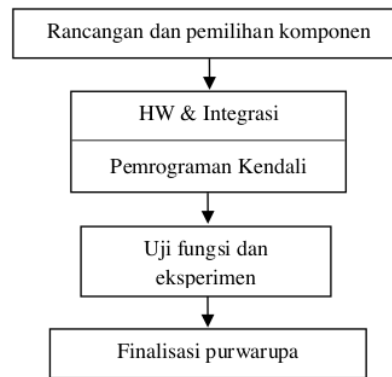 Rancangan dan pemilihan komponen
HW & Integrasi
Pemrograman Kendali
Uji fungsi dan
eksperimen
Finalisasi purwarupa